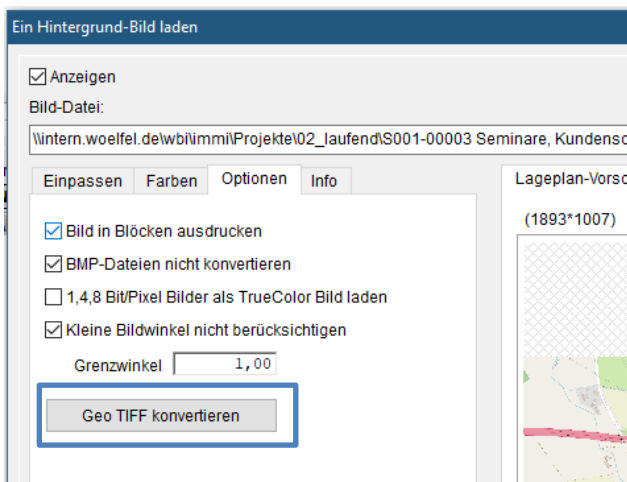 Ein Hintergrund-Bild laden
Anzeigen
Bild-Datei:
\\intern.woelfel.de\wbi\immi\Projekte\02_laufend\S001-00003 Seminare, Kundensc
Einpassen Farben Optionen Info
Lageplan-Vorsc
(1893*1007)
Bild in Blöcken ausdrucken
BMP-Dateien nicht konvertieren
1,4,8 Bit/Pixel Bilder als TrueColor Bild laden
Kleine Bildwinkel nicht berücksichtigen
Grenzwinkel 1,00
Geo TIFF konvertieren